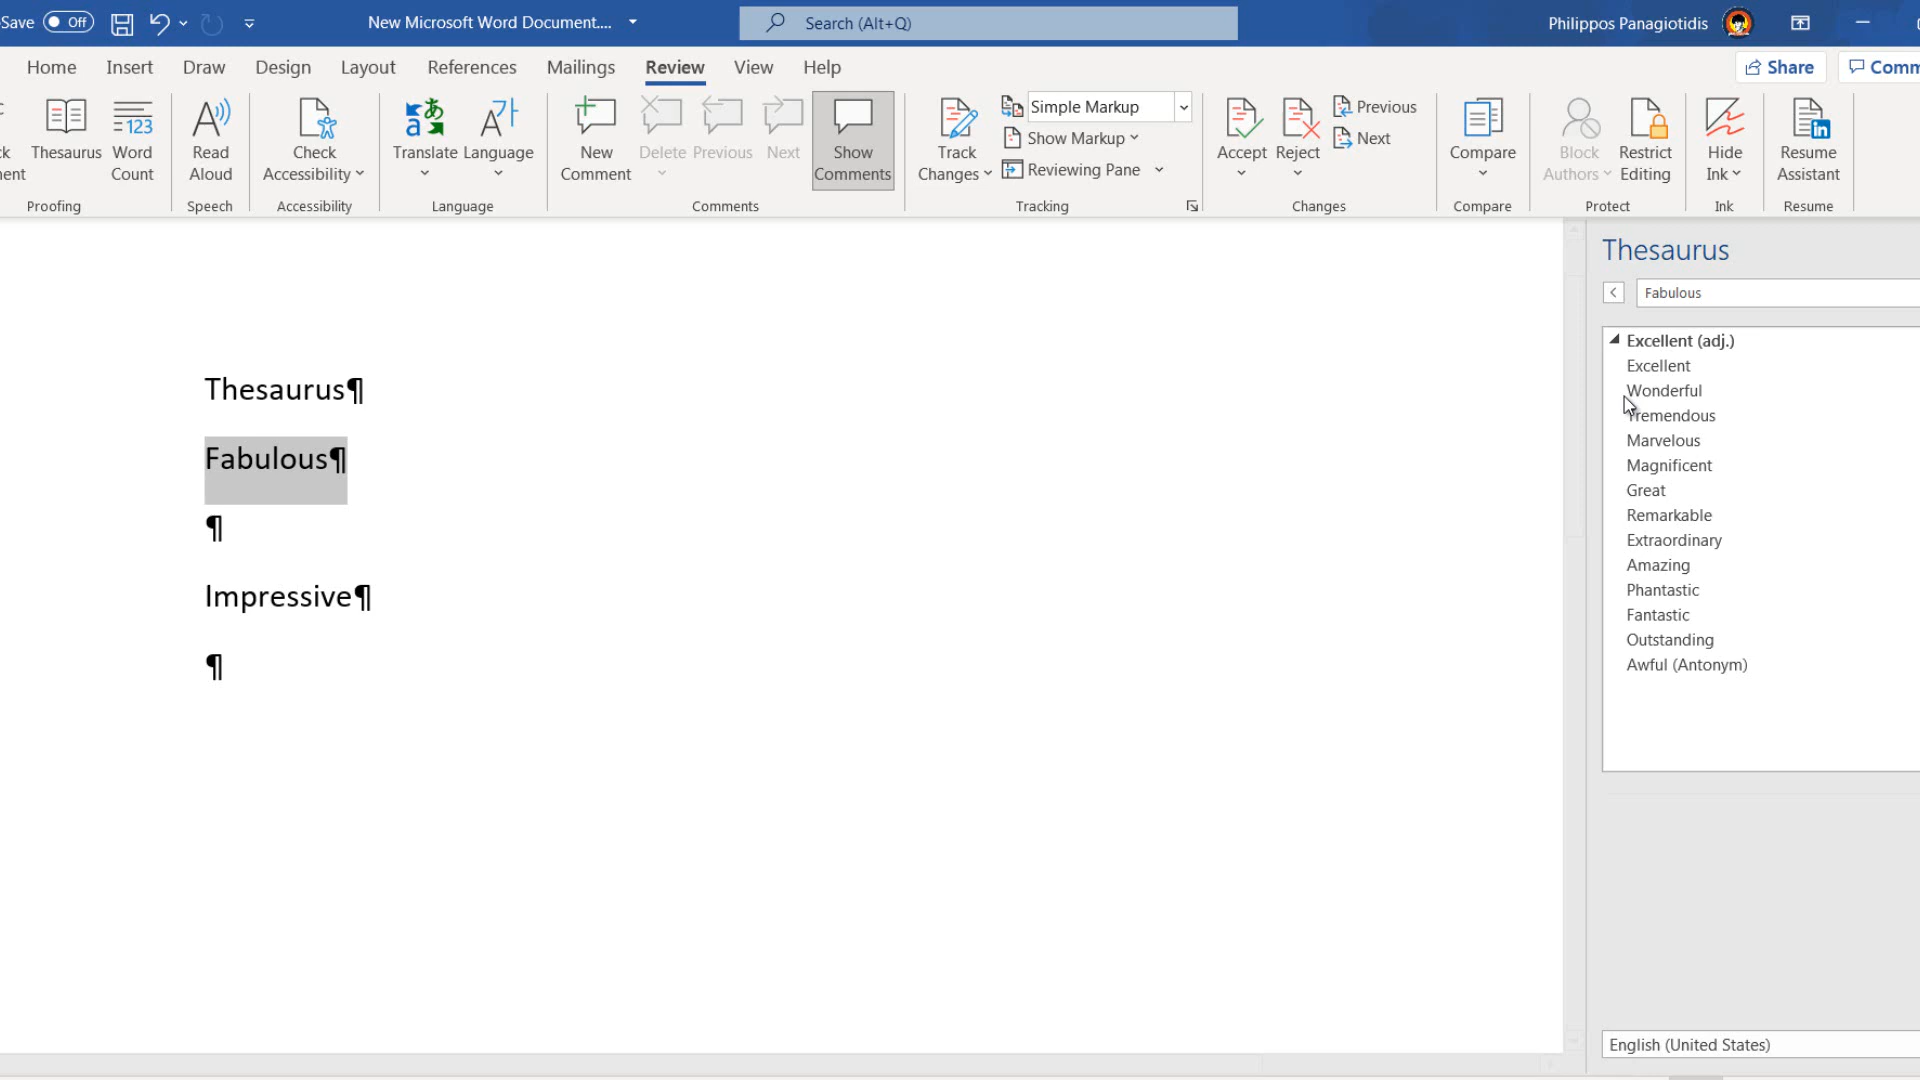 Save Off New Microsoft Word Document.... Search (Alt+Q) Philippos Panagiotidis
Home Insert Draw Design Layout References Mailings Review View Help Share Comm
Thesaurus
Word
Count
Proofing
Read
Aloud
Speech
Check
Accessibility
Accessibility
Translate Language
Language
New
Comment
Delete Previous Next
Show
Comments
Comments
Track
Changes
Simple Markup
Show Markup
Reviewing Pane
Tracking
Accept Reject
Previous
Next
Changes
Compare
Compare
Block
Authors
Restrict
Editing
Protect
Hide
Ink
Ink
Resume
Assistant
Resume
Thesaurus¶
Fabulous¶
¶
Impressive¶
¶
Thesaurus
Fabulous
Excellent (adj.)
Excellent
Wonderful
Tremendous
Marvelous
Magnificent
Great
Remarkable
Extraordinary
Amazing
Phantastic
Fantastic
Outstanding
Awful (Antonym)
English (United States)